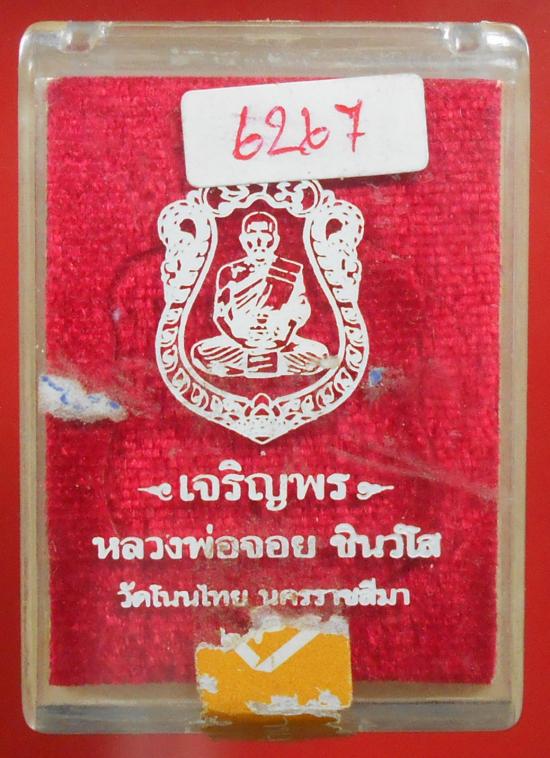 6267
เจริญพร
หลวงพ่อจอย ชินวํโส
วัดโนนไทย นครราชสีมา